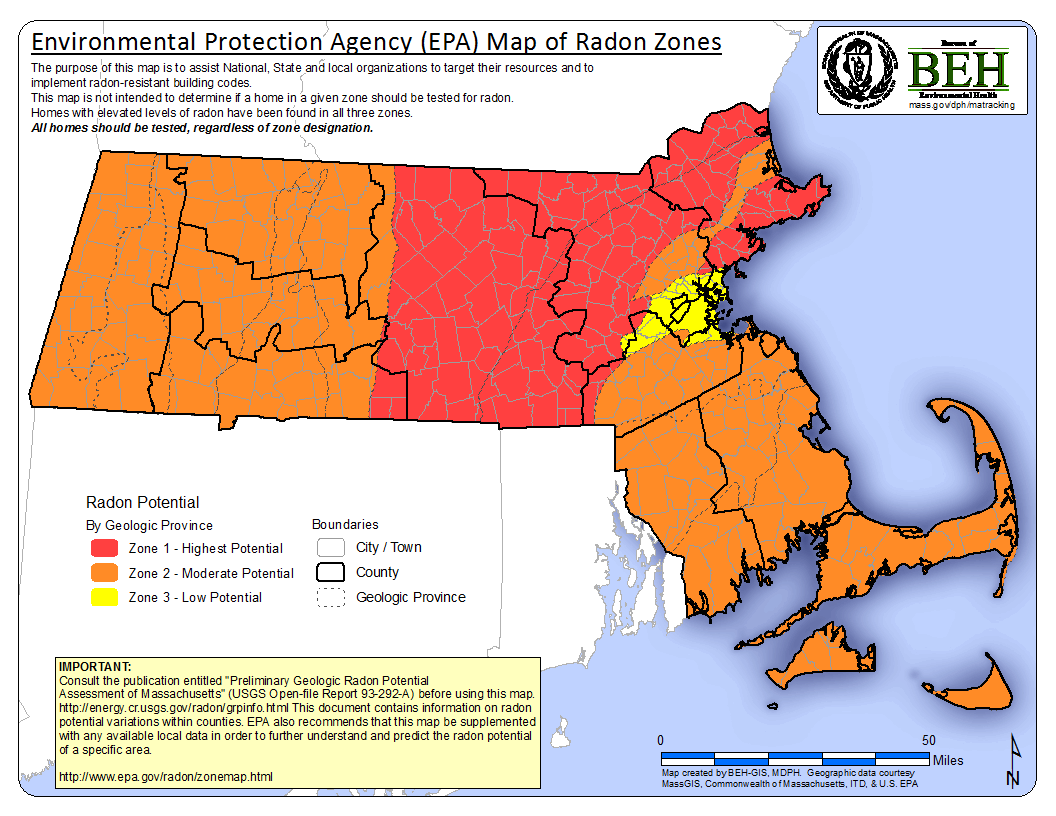 Environmental Protection Agency (EPA) Map of Radon Zones
The purpose of this map is to assist National, State and local organizations to target their resources and to
implement radon-resistant building codes.
This map is not intended to determine if a home in a given zone should be tested for radon.
Homes with elevated levels of radon have been found in all three zones.
All homes should be tested, regardless of zone designation.
Bureau of
BEH
Environmental Health
mass.gov/dph/matracking
Radon Potential
By Geologic Province
Zone 1 - Highest Potential
Zone 2 - Moderate Potential
Zone 3 - Low Potential
Boundaries
City / Town
County
Geologic Province
IMPORTANT:
Consult the publication entitled "Preliminary Geologic Radon Potential
Assessment of Massachusetts" (USGS Open-file Report 93-292-A) before using this map.
http://energy.cr.usgs.gov/radon/grpinfo.html This document contains information on radon
potential variations within counties. EPA also recommends that this map be supplemented
with any available local data in order to further understand and predict the radon potential
of a specific area.
http://www.epa.gov/radon/zonemap.html
0 50
Miles
Map created by BEH-GIS, MDPH. Geographic data courtesy
MassGIS, Commonwealth of Massachusetts, ITD, & U.S. EPA
N